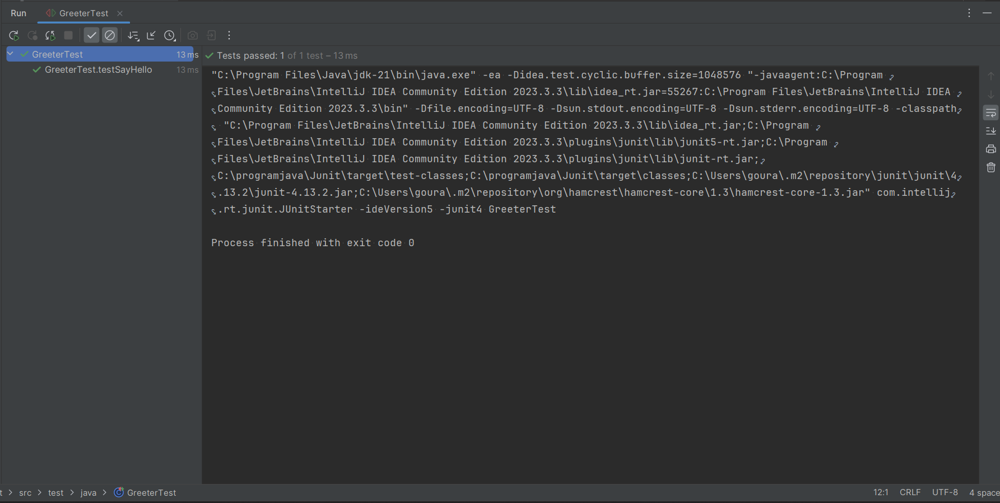 Run
GreeterTest
GreeterTest 13 ms
GreeterTest.testSayHello 13 ms
Tests passed: 1 of 1 test – 13 ms
"C:\Program Files\Java\jdk-21\bin\java.exe" -ea -Didea.test.cyclic.buffer.size=1048576 "-javaagent:C:\Program
Files\JetBrains\IntelliJ IDEA Community Edition 2023.3.3\lib\idea_rt.jar=55267:C:\Program Files\JetBrains\IntelliJ IDEA
Community Edition 2023.3.3\bin" -Dfile.encoding=UTF-8 -Dsun.stdout.encoding=UTF-8 -Dsun.stderr.encoding=UTF-8 -classpath
"C:\Program Files\JetBrains\IntelliJ IDEA Community Edition 2023.3.3\lib\idea_rt.jar;C:\Program
Files\JetBrains\IntelliJ IDEA Community Edition 2023.3.3\plugins\junit\lib\junit5-rt.jar;C:\Program
Files\JetBrains\IntelliJ IDEA Community Edition 2023.3.3\plugins\junit\lib\junit-rt.jar;
C:\programjava\Junit\target\test-classes;C:\programjava\Junit\target\classes;C:\Users\goura\.m2\repository\junit\junit\4
.13.2\junit-4.13.2.jar;C:\Users\goura\.m2\repository\org\hamcrest\hamcrest-core\1.3\hamcrest-core-1.3.jar" com.intellij
.rt.junit.JUnitStarter -ideVersion5 -junit4 GreeterTest
Process finished with exit code 0
t > src > test > java > GreeterTest
12:1 CRLF UTF-8 4 space